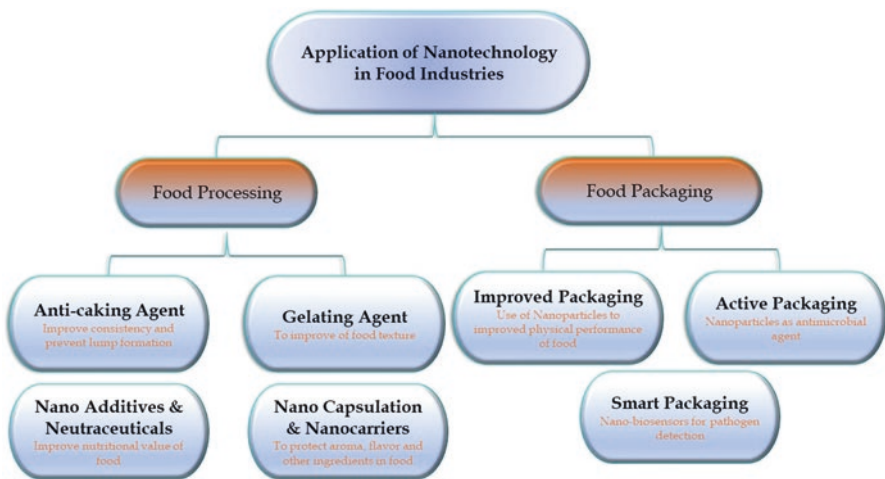 Application of Nanotechnology
in Food Industries
Food Processing
Food Packaging
Anti-caking Agent
Improve consistency and
prevent lump formation
Gelating Agent
To improve of food texture
Improved Packaging
Use of Nanoparticles to
improved physical performance
of food
Active Packaging
Nanoparticles as antimicrobial
agent
Nano Additives &
Neutraceuticals
Improve nutritional value of
food.
Nano Capsulation
& Nanocarriers
To protect aroma, flavor and
other ingredients in food.
Smart Packaging
Nano-biosensors for pathogen
detection